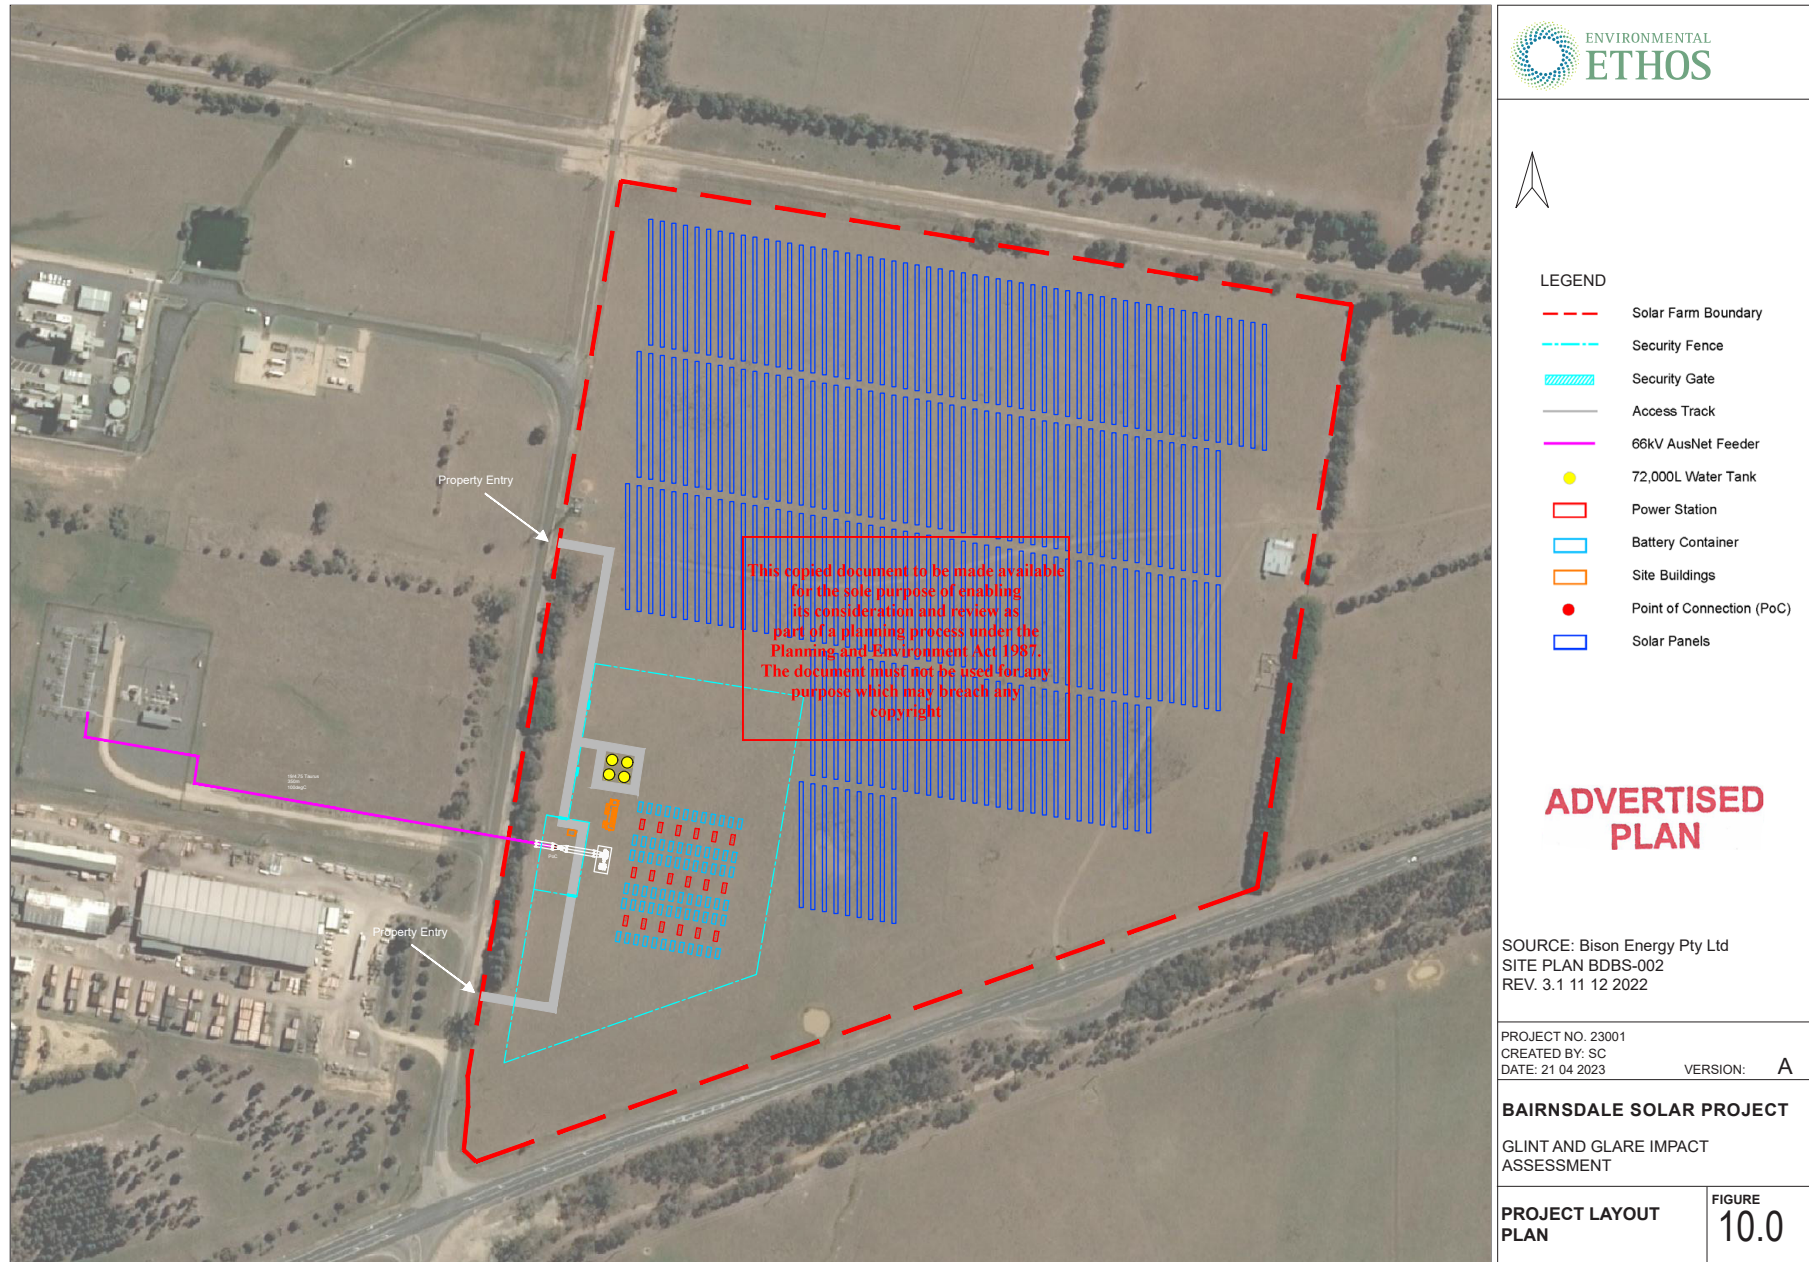 ENVIRONMENTAL
ETHOS
LEGEND
Solar Farm Boundary
Security Fence
Security Gate
Access Track
66kV AusNet Feeder
72,000L Water Tank
Power Station
Battery Container
Site Buildings
Point of Connection (PoC)
Solar Panels
Property Entry
This copied document to be made available
for the sole purpose of enabling
its consideration and review as
part of a planning process under the
Planning and Environment Act 1987.
The document must not be used for any
purpose which may breach any
copyright
PoC
Property Entry
ADVERTISED
PLAN
SOURCE: Bison Energy Pty Ltd
SITE PLAN BDBS-002
REV. 3.1 11 12 2022
PROJECT NO. 23001
CREATED BY: SC
DATE: 21 04 2023
VERSION: A
BAIRNSDALE SOLAR PROJECT
GLINT AND GLARE IMPACT
ASSESSMENT
PROJECT LAYOUT
PLAN
FIGURE
10.0